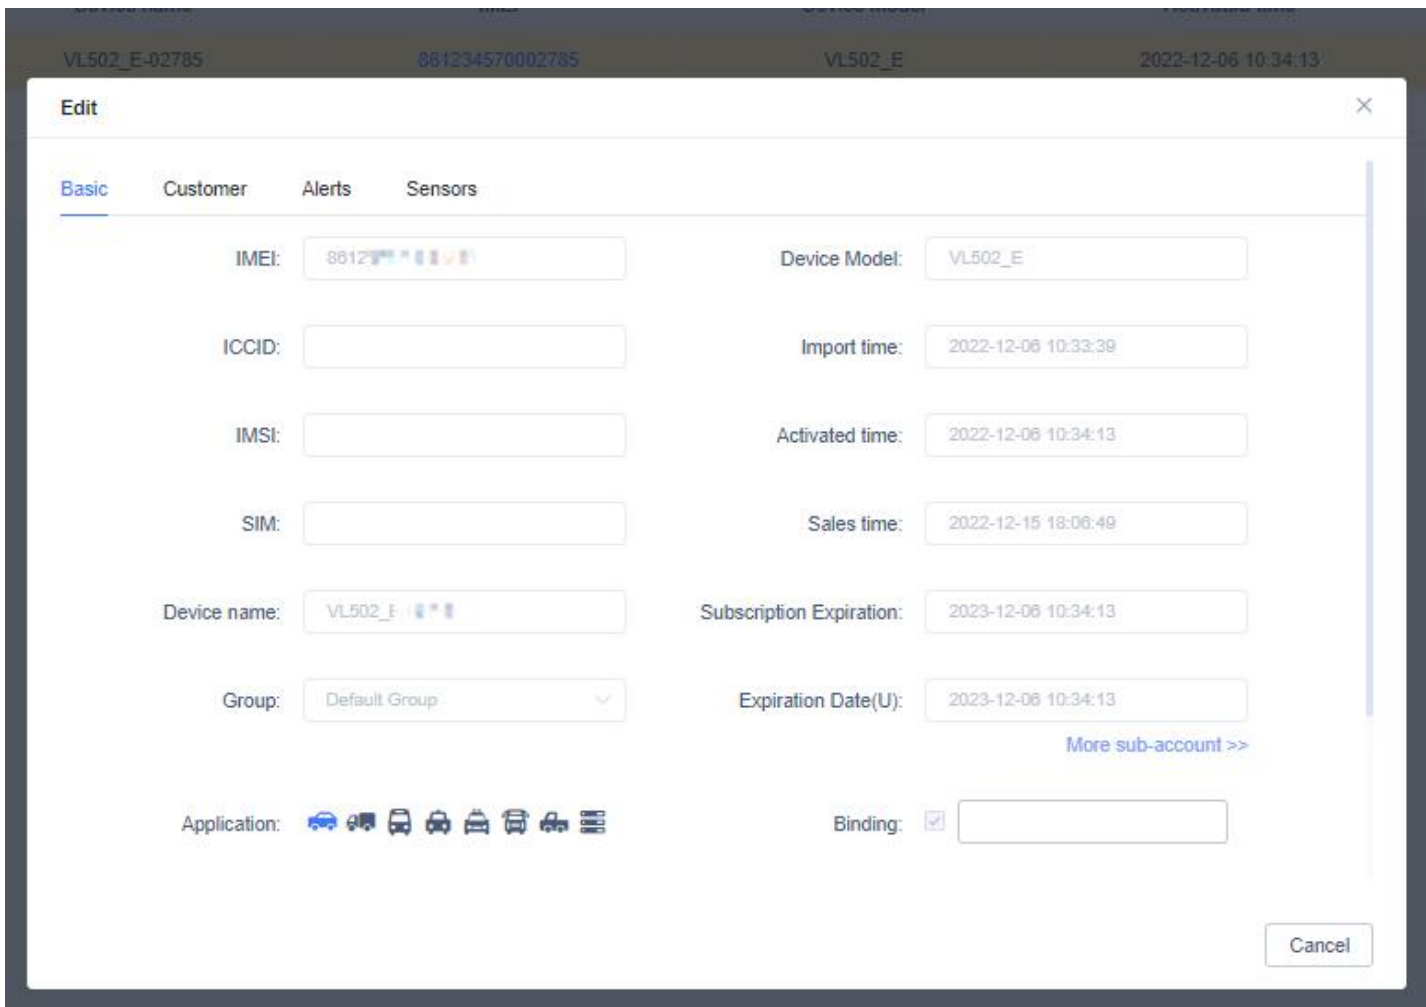 VL502_E-02785 861234570002785 VL502_E 2022-12-06 10:34:13
Edit
Basic Customer Alerts Sensors
IMEI: 8612 Device Model: VL502_E
ICCID: Import time: 2022-12-06 10:33:39
IMSI: Activated time: 2022-12-06 10:34:13
SIM: Sales time: 2022-12-15 18:06:49
Device name: VL502_E Subscription Expiration: 2023-12-06 10:34:13
Group: Default Group Expiration Date(U): 2023-12-06 10:34:13
More sub-account >>
Application: Binding:
Cancel